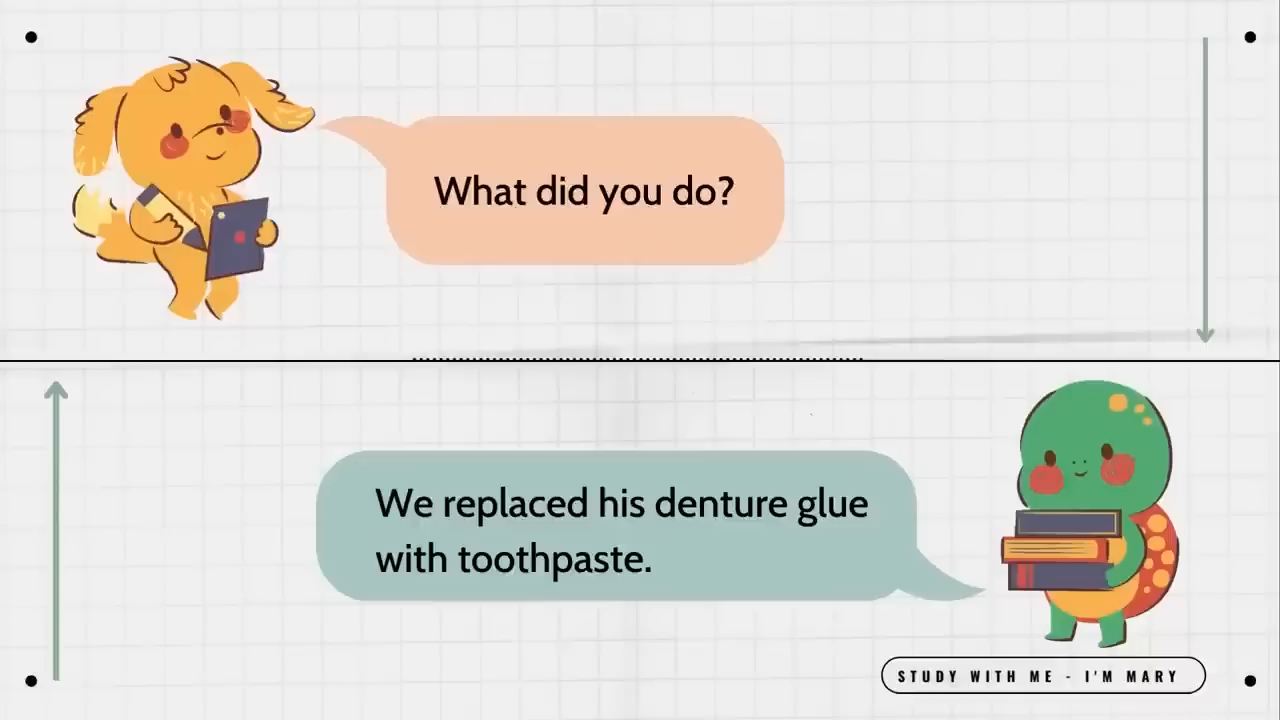 What did you do?
We replaced his denture glue
with toothpaste.
STUDY WITH ME - I'M MARY